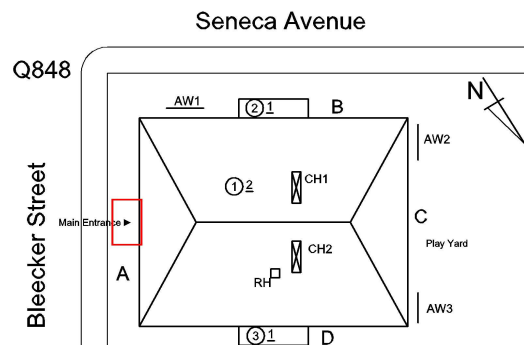 Seneca Avenue
Q848
AW1
2 1
B
N
AW2
1 2
CH1
Bleecker Street
Main Entrance
C
Play Yard
A
CH2
RH
AW3
3 1
D